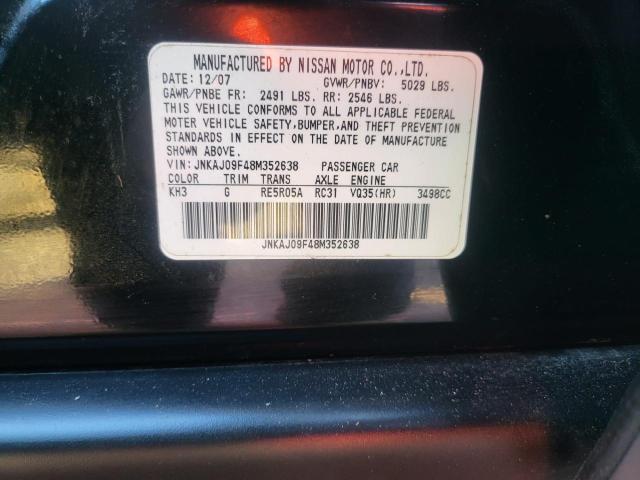 MANUFACTURED BY NISSAN MOTOR CO.,LTD.
DATE: 12/07 GVWR/PNBV: 5029 LBS.
GAWR/PNBE FR: 2491 LBS. RR: 2546 LBS.
THIS VEHICLE CONFORMS TO ALL APPLICABLE FEDERAL
MOTER VEHICLE SAFETY,BUMPER,AND THEFT PREVENTION
STANDARDS IN EFFECT ON THE DATE OF MANUFACTURE
SHOWN ABOVE.
VIN: JNKAJ09F48M352638 PASSENGER CAR
COLOR TRIM TRANS AXLE ENGINE
KH3 G RE5R05A RC31 VQ35(HR) 3498CC
JNKAJ09F48M352638